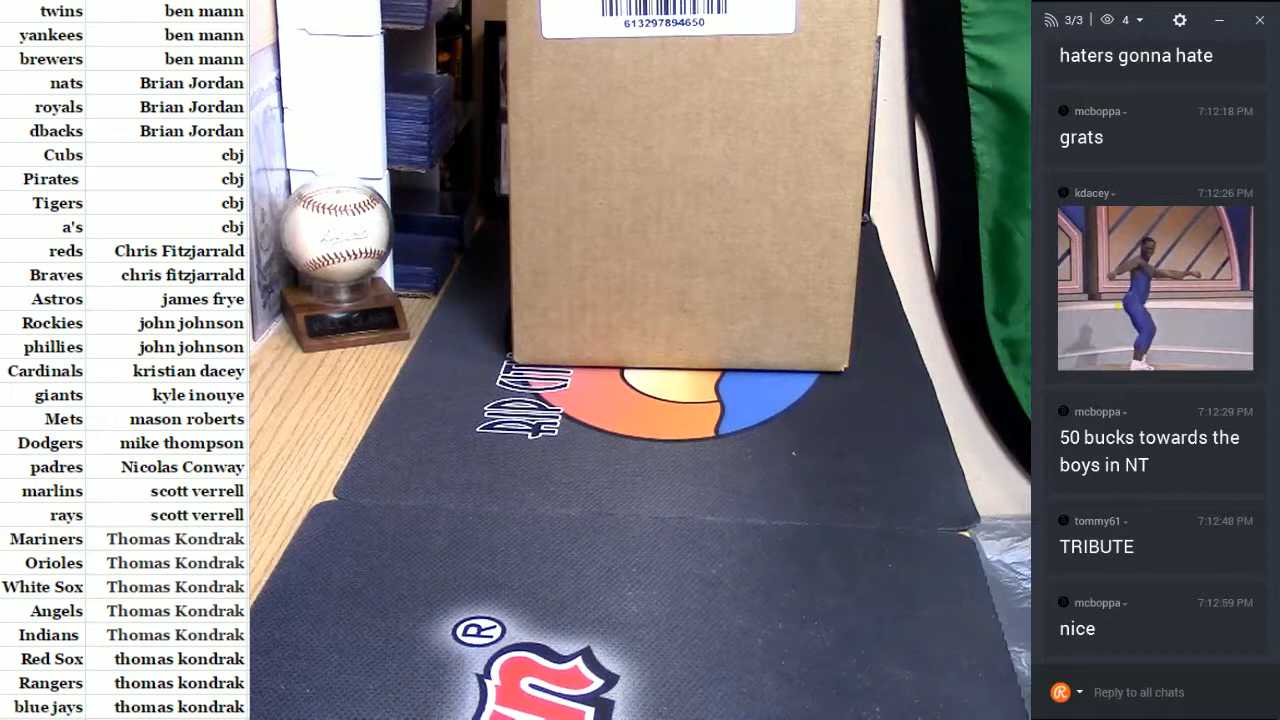 twins ben mann
yankees ben mann
brewers ben mann
nats Brian Jordan
royals Brian Jordan
dbacks Brian Jordan
Cubs cbj
Pirates cbj
Tigers cbj
a's cbj
reds Chris Fitzjarrald
Braves chris fitzjarrald
Astros james frye
Rockies john johnson
phillies john johnson
Cardinals kristian dacey
giants kyle inouye
Mets mason roberts
Dodgers mike thompson
padres Nicolas Conway
marlins scott verrell
rays scott verrell
Mariners Thomas Kondrak
Orioles Thomas Kondrak
White Sox Thomas Kondrak
Angels Thomas Kondrak
Indians Thomas Kondrak
Red Sox thomas kondrak
Rangers thomas kondrak
blue jays thomas kondrak
613297894650
RIP CIT
®
3/3 4
haters gonna hate
mcboppa 7:12:18 PM
grats
kdacey 7:12:26 PM
mcboppa 7:12:29 PM
50 bucks towards the
boys in NT
tommy61 7:12:48 PM
TRIBUTE
mcboppa 7:12:59 PM
nice
Reply to all chats